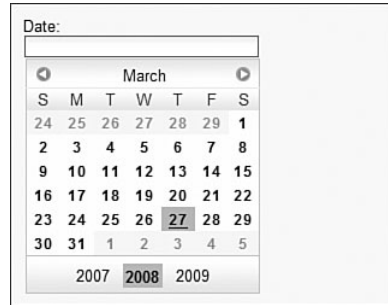 Date:
March
S M T W T F S
24 25 26 27 28 29 1
2 3 4 5 6 7 8
9 10 11 12 13 14 15
16 17 18 19 20 21 22
23 24 25 26 27 28 29
30 31 1 2 3 4 5
2007 2008 2009